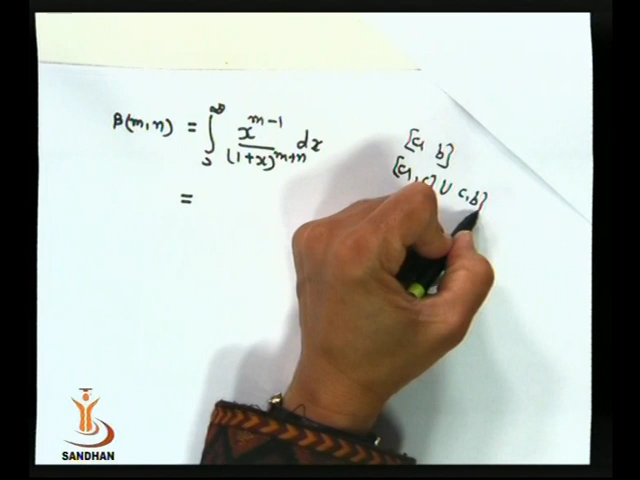 β(m,n) = ∫₀^∞ x^(m-1) / (1+x)^(m+n) dx
=
[a, b]
[a, c] ∪ c, b]
SANDHAN